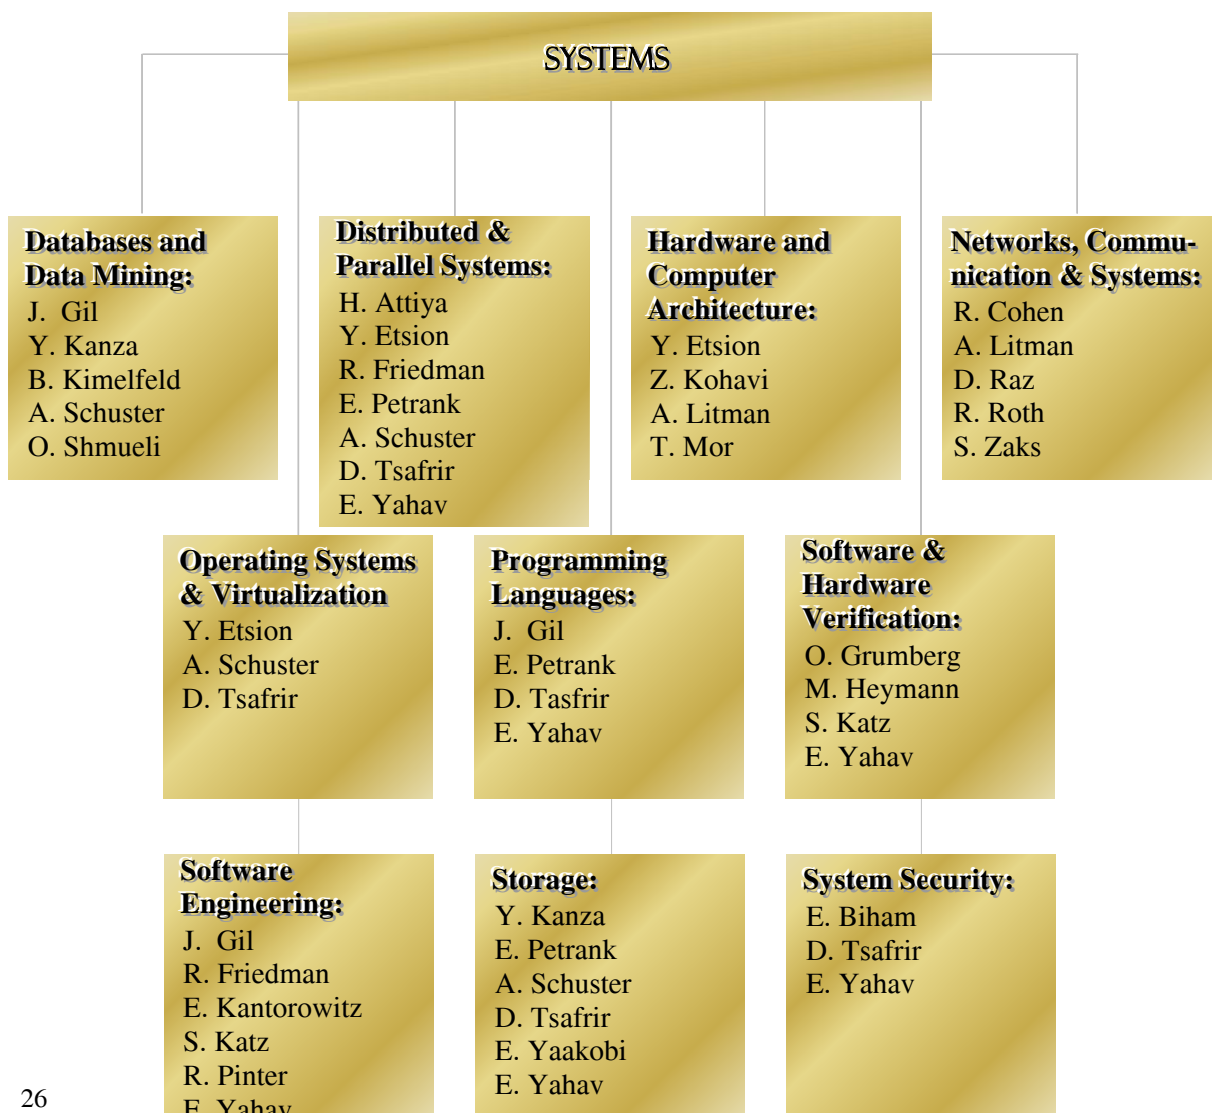 SYSTEMS
Databases and
Data Mining:
J. Gil
Y. Kanza
B. Kimelfeld
A. Schuster
O. Shmueli
Distributed &
Parallel Systems:
H. Attiya
Y. Etsion
R. Friedman
E. Petrank
A. Schuster
D. Tsafrir
E. Yahav
Hardware and
Computer
Architecture:
Y. Etsion
Z. Kohavi
A. Litman
T. Mor
Networks, Commu-
nication & Systems:
R. Cohen
A. Litman
D. Raz
R. Roth
S. Zaks
Operating Systems
& Virtualization
Y. Etsion
A. Schuster
D. Tsafrir
Programming
Languages:
J. Gil
E. Petrank
D. Tasfrir
E. Yahav
Software &
Hardware
Verification:
O. Grumberg
M. Heymann
S. Katz
E. Yahav
Software
Engineering:
J. Gil
R. Friedman
E. Kantorowitz
S. Katz
R. Pinter
E. Yahav
Storage:
Y. Kanza
E. Petrank
A. Schuster
D. Tsafrir
E. Yaakobi
E. Yahav
System Security:
E. Biham
D. Tsafrir
E. Yahav
26